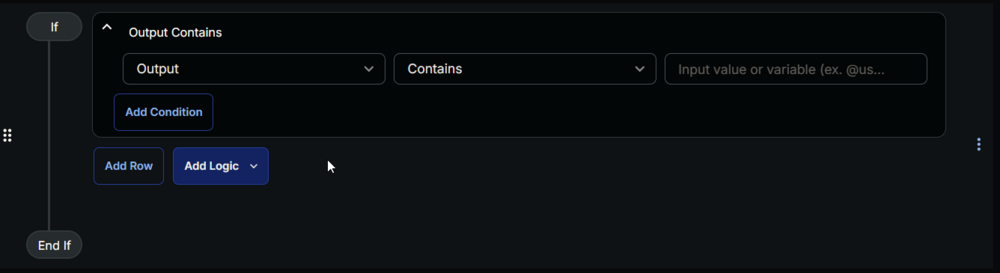 If
Output Contains
Output
Contains
Input value or variable (ex. @us...
Add Condition
Add Row
Add Logic
End If